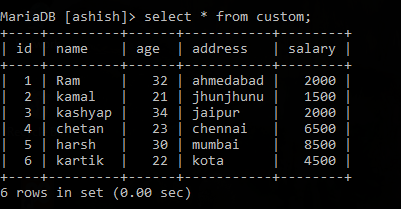 MariaDB [ashish]> select * from custom;
+----+---------+-----+-----------+--------+
| id | name    | age | address   | salary |
+----+---------+-----+-----------+--------+
|  1 | Ram     |  32 | ahmedabad |   2000 |
|  2 | kamal   |  21 | jhunjhunu |   1500 |
|  3 | kashyap |  34 | jaipur    |   2000 |
|  4 | chetan  |  23 | chennai   |   6500 |
|  5 | harsh   |  30 | mumbai    |   8500 |
|  6 | kartik  |  22 | kota      |   4500 |
+----+---------+-----+-----------+--------+
6 rows in set (0.00 sec)